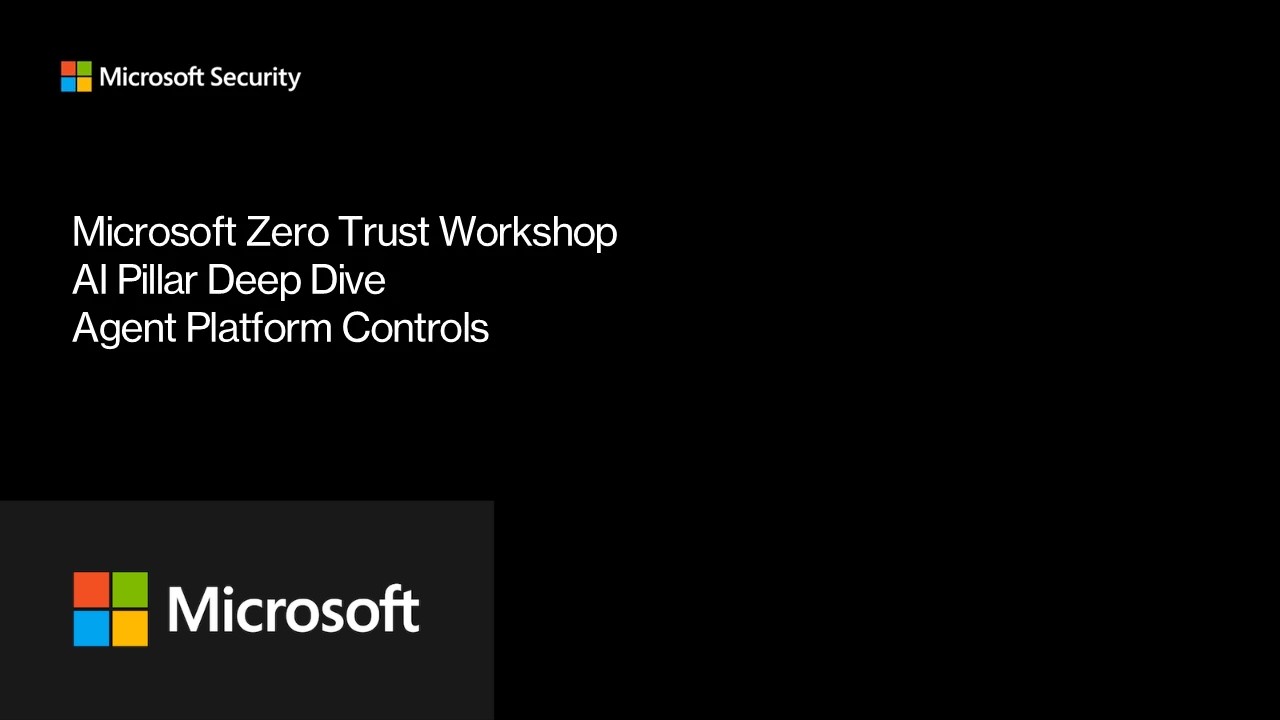 Microsoft Security
Microsoft Zero Trust Workshop
AI Pillar Deep Dive
Agent Platform Controls
Microsoft